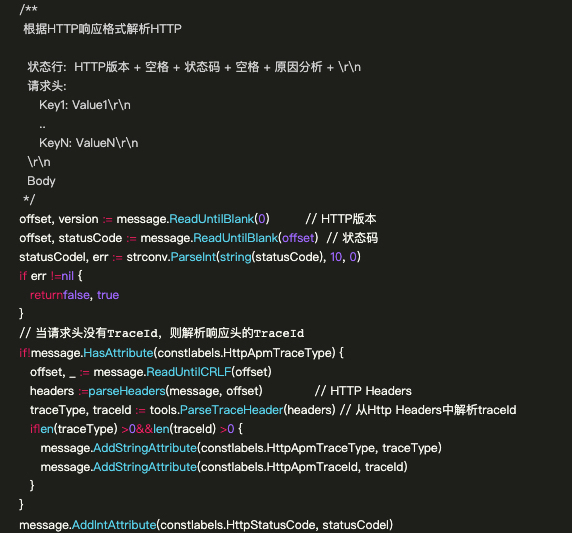 /**
根据HTTP响应格式解析HTTP
状态行: HTTP版本 + 空格 + 状态码 + 空格 + 原因分析 + \r\n
请求头:
Key1: Value1\r\n
..
KeyN: ValueN\r\n
\r\n
Body
*/
offset, version := message.ReadUntilBlank(0) // HTTP版本
offset, statusCode := message.ReadUntilBlank(offset) // 状态码
statusCodeI, err := strconv.ParseInt(string(statusCode), 10, 0)
if err !=nil {
returnfalse, true
}
// 当请求头没有TraceId，则解析响应头的TraceId
if!message.HasAttribute(constlabels.HttpApmTraceType) {
offset, _ := message.ReadUntilCRLF(offset)
headers :=parseHeaders(message, offset) // HTTP Headers
traceType, traceId := tools.ParseTraceHeader(headers) // 从Http Headers中解析traceId
iflen(traceType) >0&&len(traceId) >0 {
message.AddStringAttribute(constlabels.HttpApmTraceType, traceType)
message.AddStringAttribute(constlabels.HttpApmTraceId, traceId)
}
}
message.AddIntAttribute(constlabels.HttpStatusCode, statusCodeI)